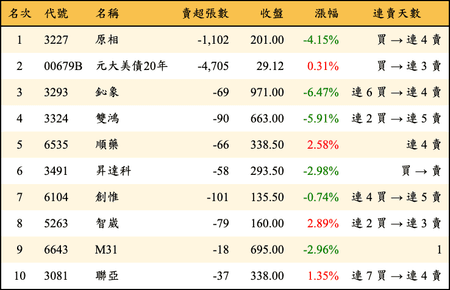 名次 代號 名稱 賣超張數 收盤 漲幅 連賣天數
1 3227 原相 -1,102 201.00 -4.15% 買 → 連 4 賣
2 00679B 元大美債20年 -4,705 29.12 0.31% 買 → 連 3 賣
3 3293 鈊象 -69 971.00 -6.47% 連 6 買 → 連 4 賣
4 3324 雙鴻 -90 663.00 -5.91% 連 2 買 → 連 5 賣
5 6535 順藥 -66 338.50 2.58% 連 4 賣
6 3491 昇達科 -58 293.50 -2.98% 買 → 賣
7 6104 創惟 -101 135.50 -0.74% 連 4 買 → 連 5 賣
8 5263 智崴 -79 160.00 2.89% 連 2 買 → 連 3 賣
9 6643 M31 -18 695.00 -2.96% 1
10 3081 聯亞 -37 338.00 1.35% 連 7 買 → 連 4 賣